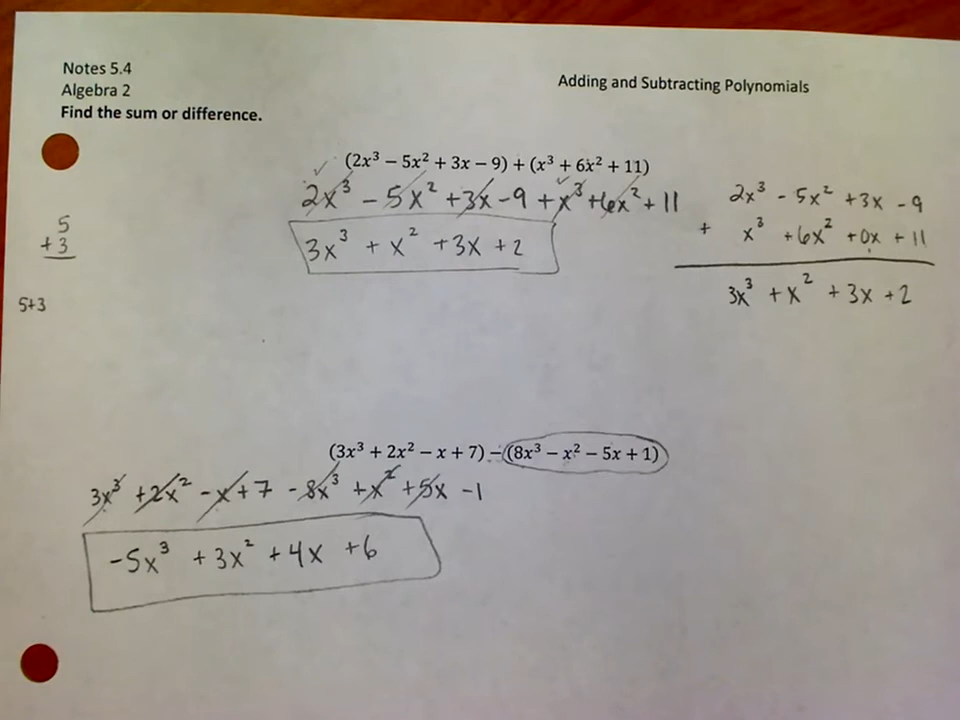 Notes 5.4
Algebra 2
Adding and Subtracting Polynomials
Find the sum or difference.
(2x³ − 5x² + 3x − 9) + (x³ + 6x² + 11)
2x³ − 5x² + 3x − 9 + x³ + 6x² + 11
3x³ + x² + 3x + 2
2x³ − 5x² + 3x − 9
+ x³ + 6x² + 0x + 11
3x³ + x² + 3x + 2
5
+ 3
5+3
(3x³ + 2x² − x + 7) − (8x³ − x² − 5x + 1)
3x³ + 2x² − x + 7 − 8x³ + x² + 5x − 1
−5x³ + 3x² + 4x + 6